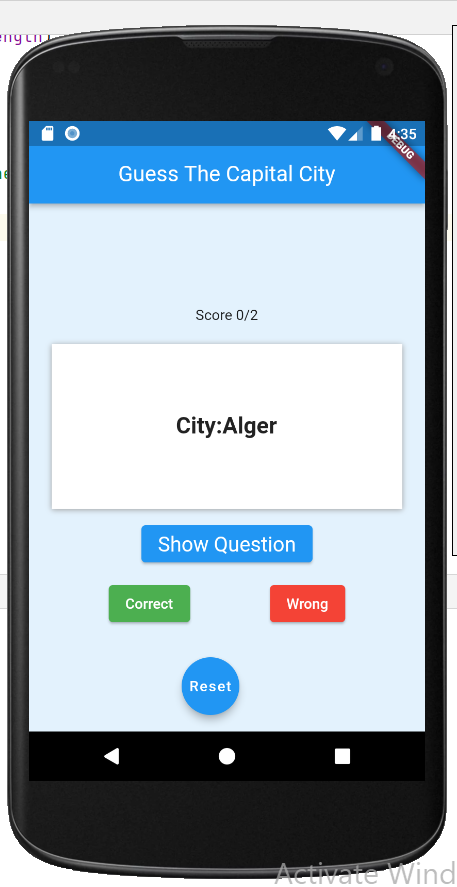 ength)
4:35
DEBUG
Guess The Capital City
ne
Score 0/2
City:Alger
Show Question
Correct
Wrong
Reset
Activate Wind